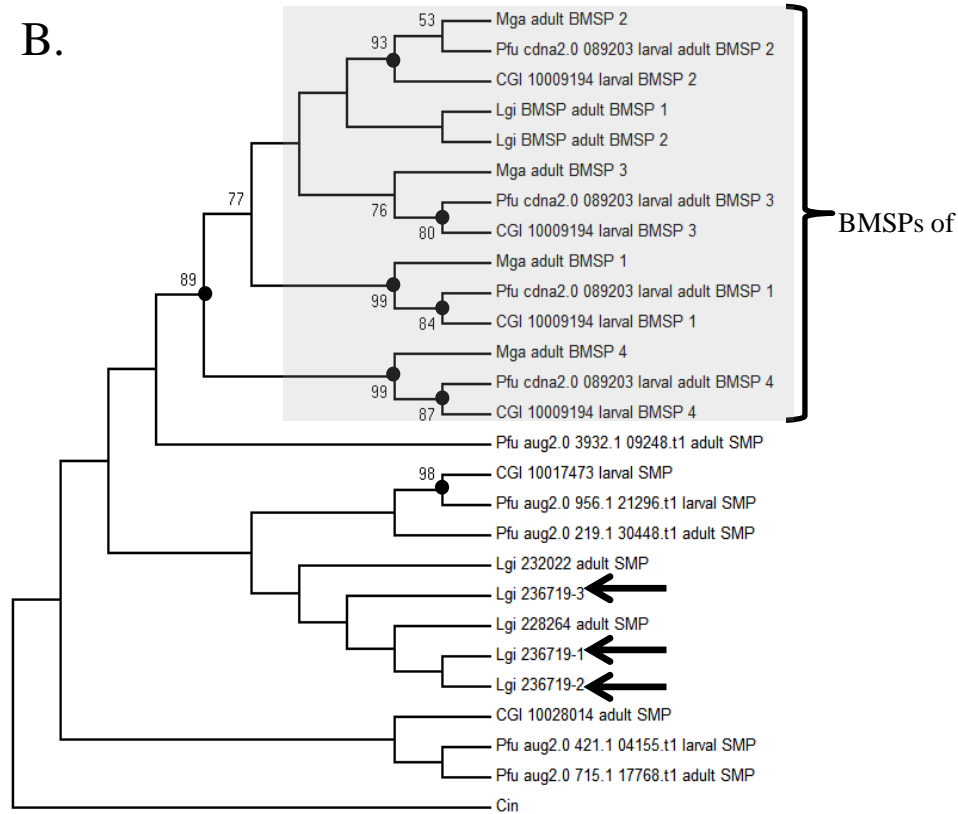 B.
53
Mga adult BMSP 2
93
Pfu cdna2.0 089203 larval adult BMSP 2
CGI 10009194 larval BMSP 2
Lgi BMSP adult BMSP 1
Lgi BMSP adult BMSP 2
Mga adult BMSP 3
77
76
Pfu cdna2.0 089203 larval adult BMSP 3
80
CGI 10009194 larval BMSP 3
BMSPs of
Mga adult BMSP 1
89
99
Pfu cdna2.0 089203 larval adult BMSP 1
84
CGI 10009194 larval BMSP 1
Mga adult BMSP 4
99
Pfu cdna2.0 089203 larval adult BMSP 4
87
CGI 10009194 larval BMSP 4
Pfu aug2.0 3932.1 09248.t1 adult SMP
98
CGI 10017473 larval SMP
Pfu aug2.0 956.1 21296.t1 larval SMP
Pfu aug2.0 219.1 30448.t1 adult SMP
Lgi 232022 adult SMP
Lgi 236719-3
Lgi 228264 adult SMP
Lgi 236719-1
Lgi 236719-2
CGI 10028014 adult SMP
Pfu aug2.0 421.1 04155.t1 larval SMP
Pfu aug2.0 715.1 17768.t1 adult SMP
Cin